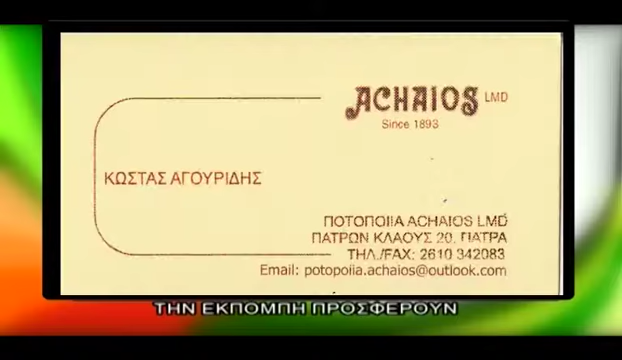 ACHAIOS LMD
Since 1893
ΚΩΣΤΑΣ ΑΓΟΥΡΙΔΗΣ
ΠΟΤΟΠΟΙΙΑ ACHAIOS LMD
ΠΑΤΡΩΝ ΚΛΑΟΥΣ 20, ΠΑΤΡΑ
ΤΗΛ./FAX: 2610 342083
Email: potopoiia.achaios@outlook.com
ΤΗΝ ΕΚΠΟΜΠΗ ΠΡΟΣΦΕΡΟΥΝ